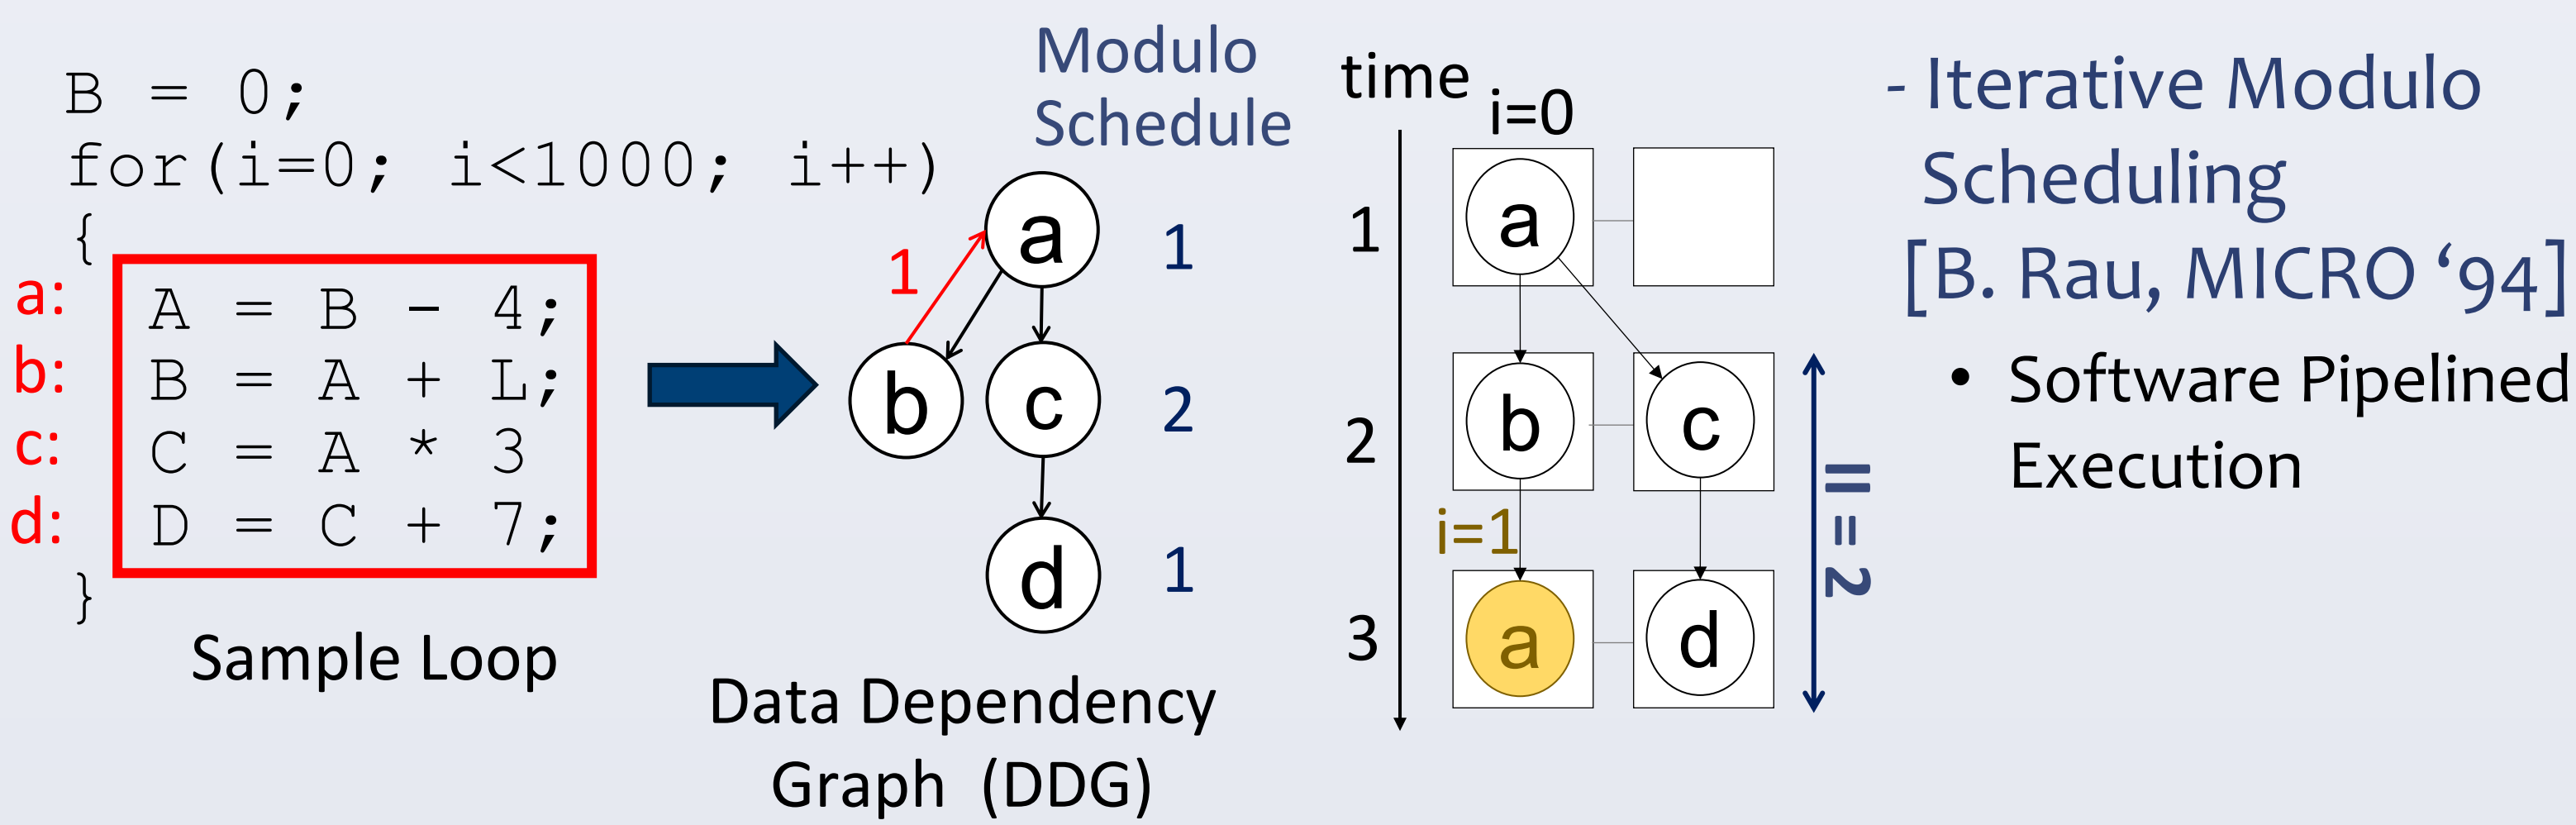 B = 0;
for(i=0; i<1000; i++)
{
a: A = B - 4;
b: B = A + L;
c: C = A * 3
d: D = C + 7;
}
Sample Loop
Modulo
Schedule
a
1
1
b
c
2
d
1
Data Dependency
Graph (DDG)
time
i=0
1
a
2
b
c
i=1
3
a
d
II = 2
- Iterative Modulo
Scheduling
[B. Rau, MICRO ‘94]
• Software Pipelined
Execution